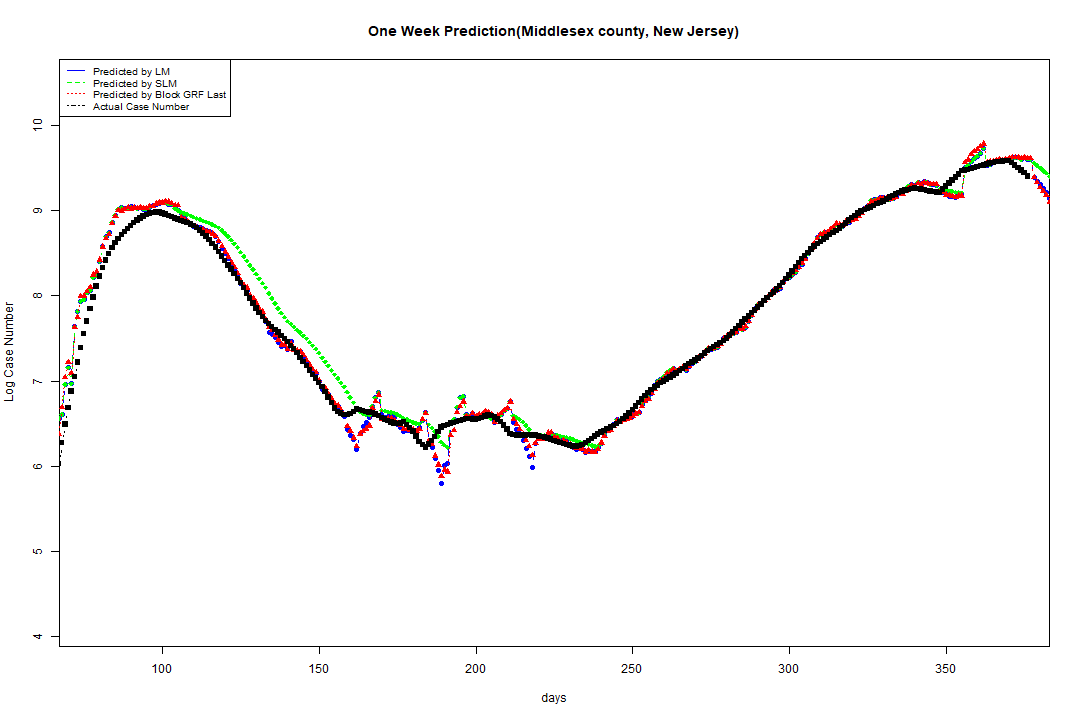 One Week Prediction(Middlesex county, New Jersey)
Predicted by LM
Predicted by SLM
Predicted by Block GRF Last
Actual Case Number
10
9
8
7
6
5
4
Log Case Number
100 150 200 250 300 350
days